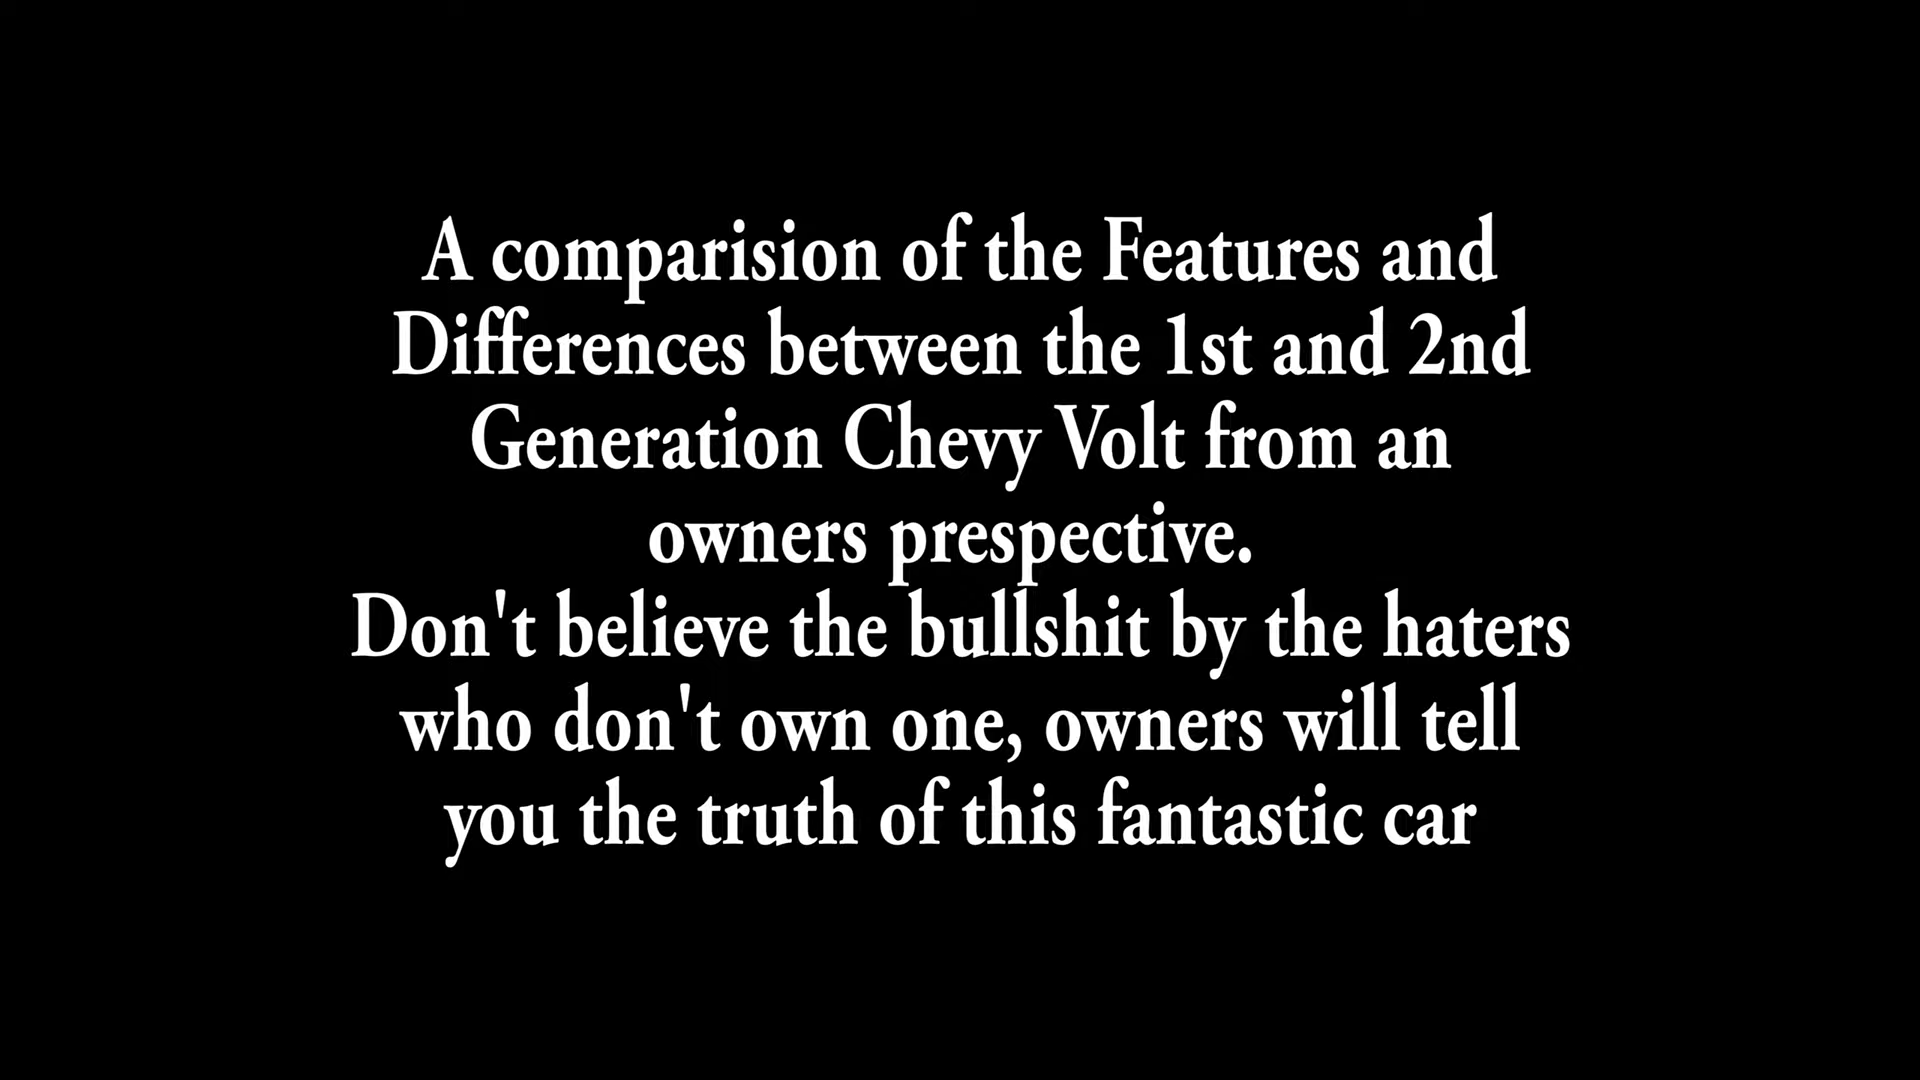 A comparision of the Features and
Differences between the 1st and 2nd
Generation Chevy Volt from an
owners prespective.
Don't believe the bullshit by the haters
who don't own one, owners will tell
you the truth of this fantastic car